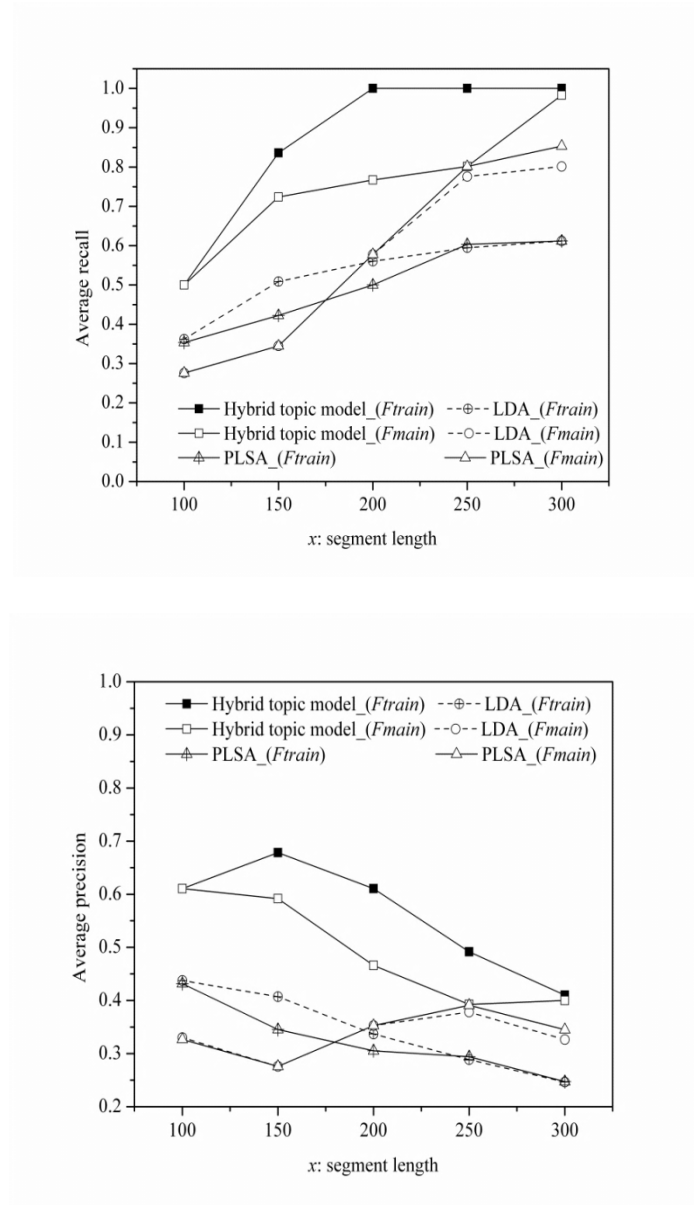 1.0
0.9
0.8
0.7
0.6
0.5
0.4
0.3
0.2
0.1
0.0
Average recall
Hybrid topic model_(Ftrain) LDA_(Ftrain)
Hybrid topic model_(Fmain) LDA_(Fmain)
PLSA_(Ftrain) PLSA_(Fmain)
100 150 200 250 300
x: segment length
1.0
0.9
0.8
0.7
0.6
0.5
0.4
0.3
0.2
Average precision
Hybrid topic model_(Ftrain) LDA_(Ftrain)
Hybrid topic model_(Fmain) LDA_(Fmain)
PLSA_(Ftrain) PLSA_(Fmain)
100 150 200 250 300
x: segment length